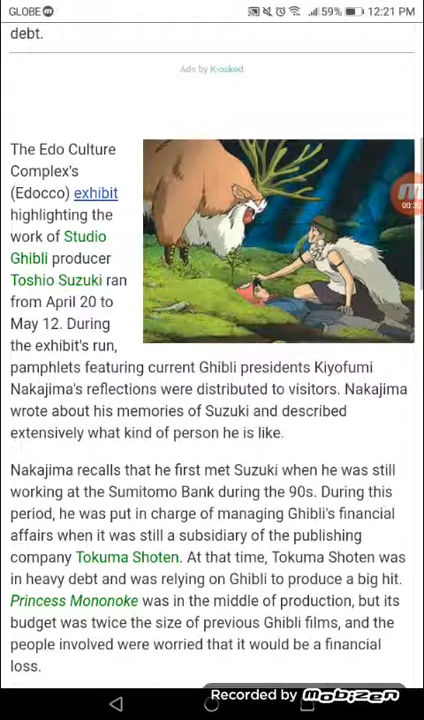 GLOBE
59% 12:21 PM
debt.
Ads by Kiosked
The Edo Culture
Complex's
(Edocco) exhibit
highlighting the
work of Studio
Ghibli producer
Toshio Suzuki ran
from April 20 to
May 12. During
the exhibit's run,
pamphlets featuring current Ghibli presidents Kiyofumi
Nakajima's reflections were distributed to visitors. Nakajima
wrote about his memories of Suzuki and described
extensively what kind of person he is like.
Nakajima recalls that he first met Suzuki when he was still
working at the Sumitomo Bank during the 90s. During this
period, he was put in charge of managing Ghibli's financial
affairs when it was still a subsidiary of the publishing
company Tokuma Shoten. At that time, Tokuma Shoten was
in heavy debt and was relying on Ghibli to produce a big hit.
Princess Mononoke was in the middle of production, but its
budget was twice the size of previous Ghibli films, and the
people involved were worried that it would be a financial
loss.
Recorded by mobizen